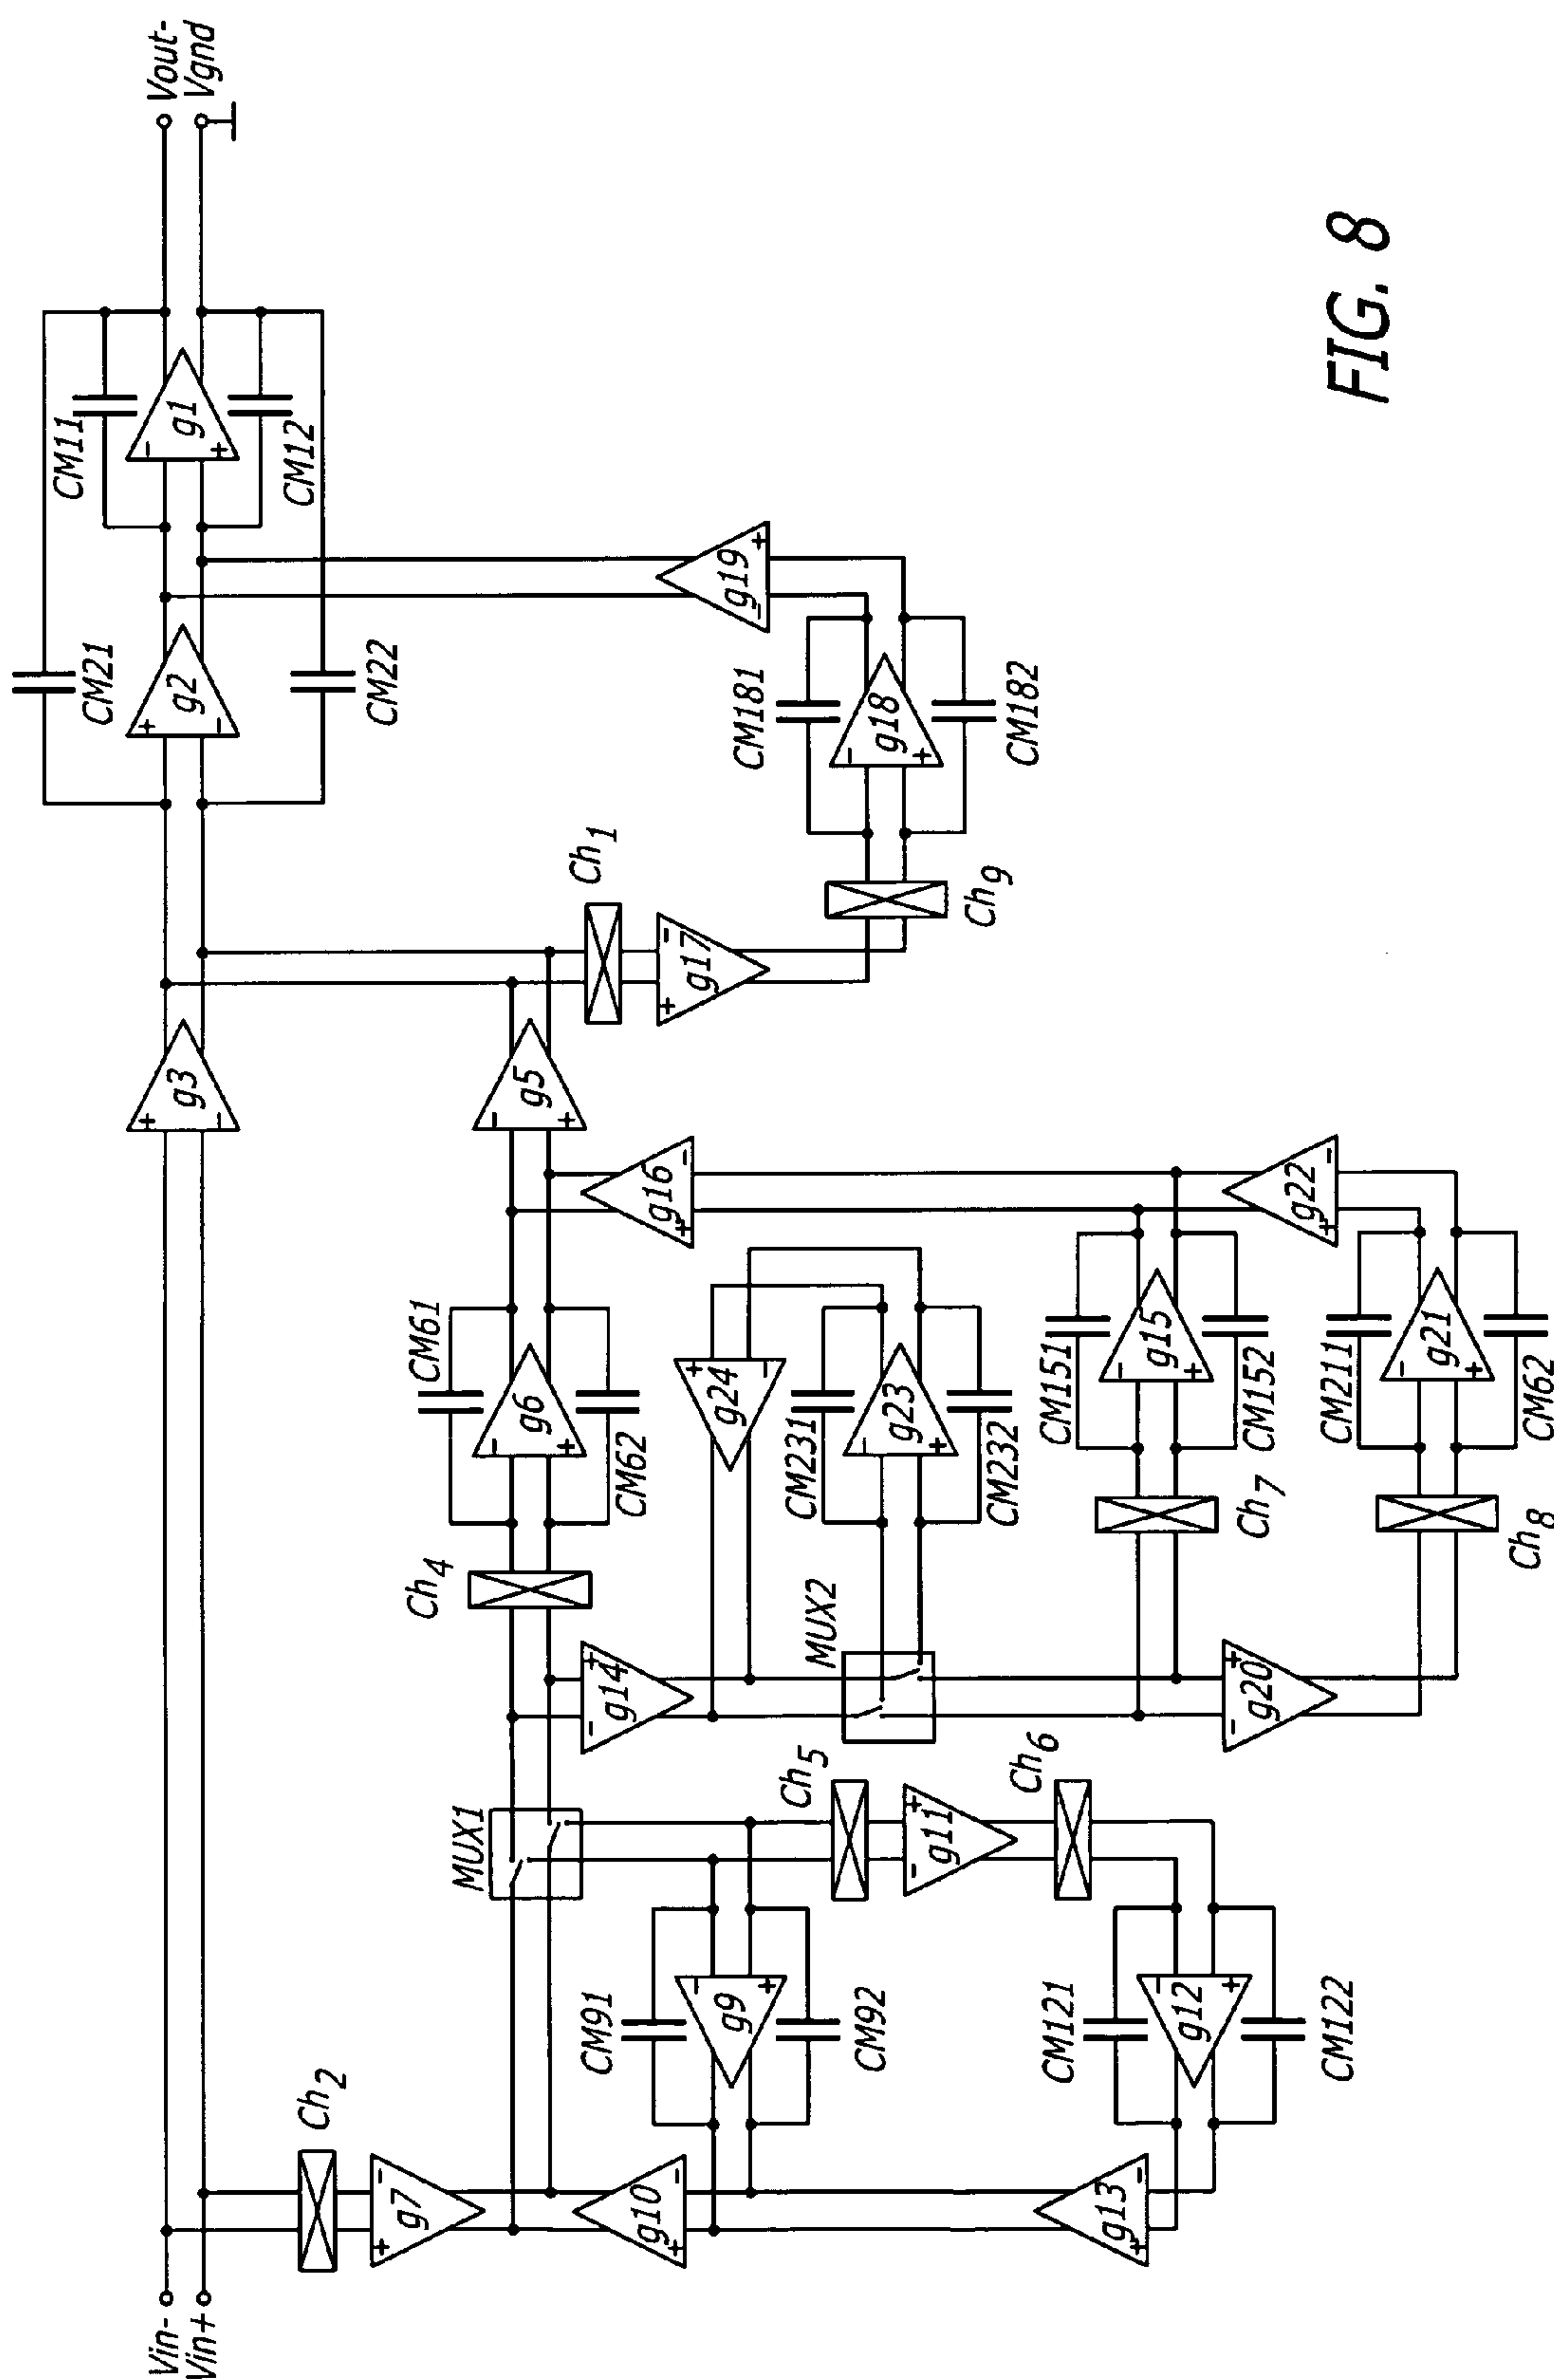 Vin-
Vin+
Vout-
Vgnd
CM21
CM11
g3
+
-
g2
+
-
g1
-
+
CM22
CM12
Ch2
g7
+
-
MUX1
Ch4
CM61
g6
-
+
CM62
g5
-
+
Ch1
g17
+
-
g19
-
+
g10
+
-
CM91
g9
-
+
CM92
g14
-
+
g24
+
-
g16
+
-
CM181
g18
-
+
CM182
Ch9
Ch5
MUX2
CM231
g23
-
+
CM232
g11
-
+
Ch6
g13
+
-
CM121
g12
-
+
CM122
g20
-
+
Ch7
CM151
g15
-
+
CM152
g22
+
-
Ch8
CM211
g21
-
+
CM62
FIG. 8